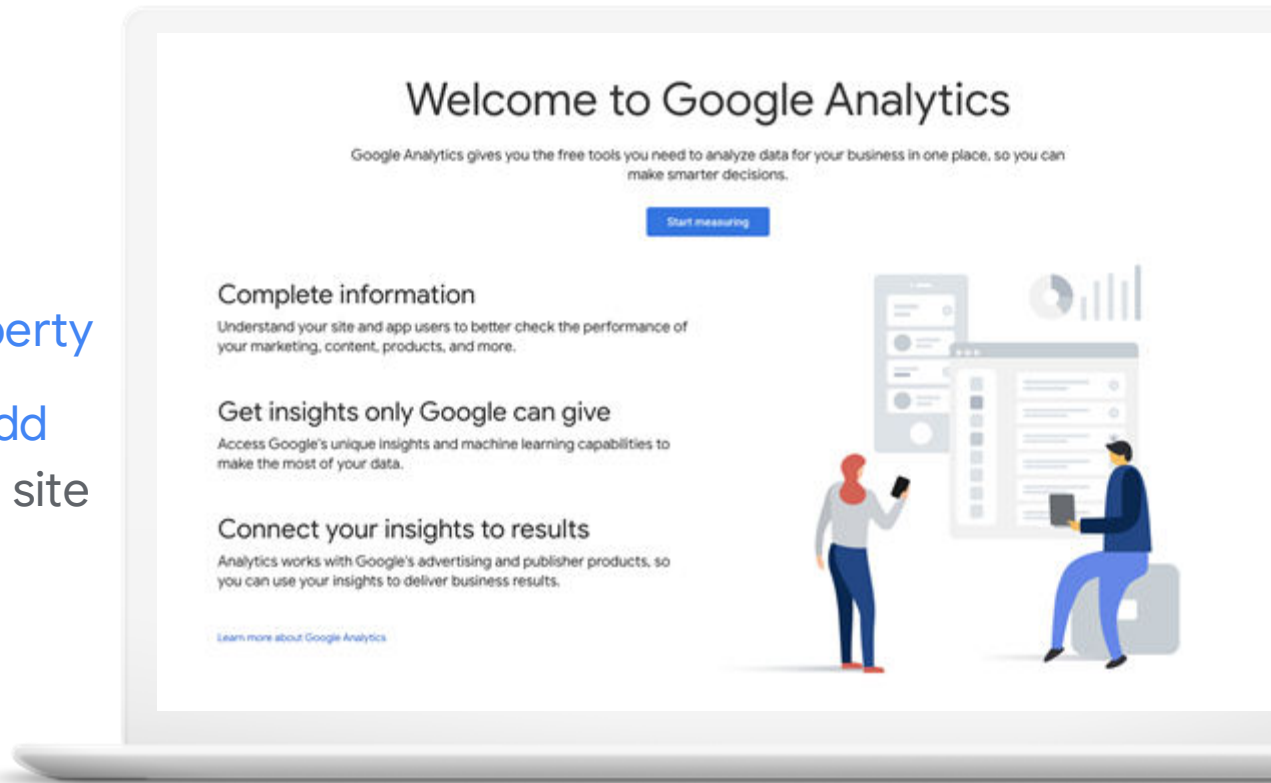 perty
dd
site
Welcome to Google Analytics
Google Analytics gives you the free tools you need to analyze data for your business in one place, so you can
make smarter decisions.
Start measuring
Complete information
Understand your site and app users to better check the performance of
your marketing, content, products, and more.
Get insights only Google can give
Access Google's unique insights and machine learning capabilities to
make the most of your data.
Connect your insights to results
Analytics works with Google's advertising and publisher products, so
you can use your insights to deliver business results.
Learn more about Google Analytics